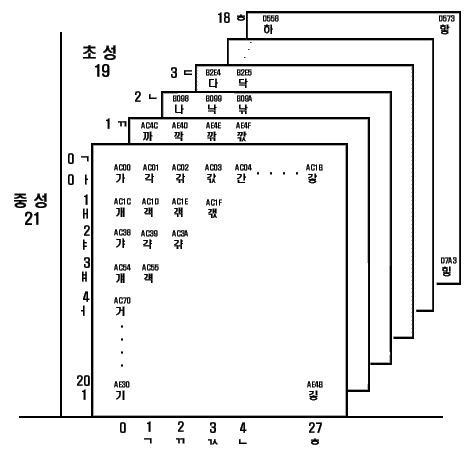 18 ㅎ D558 D573
하 핳
초성
19
3 ㄷ B2E4 B2E5
다 닥
2 ㄴ B098 B099 B09A
나 낙 낚
1 ㄲ AC4C AE4D AE4E AE4F
까 깍 깎 깏
0 ㄱ
0 ㅏ AC00 AC01 AC02 AC03 AC04 . . . . AC1B
가 각 갂 갃 간 갛
중성
21
1 AC1C AC1D AC1E AC1F
ㅐ 개 객 갞 갟
2 AC38 AC39 AC3A
ㅑ 갸 갹 갺
3 AC54 AC55
ㅒ 걔 걕
4 AC70
ㅓ 거
D7A3
힣
20 AE30 AE4B
ㅣ 기 깋
0 1 2 3 4 27
ㄱ ㄲ ㄳ ㄴ ㅎ